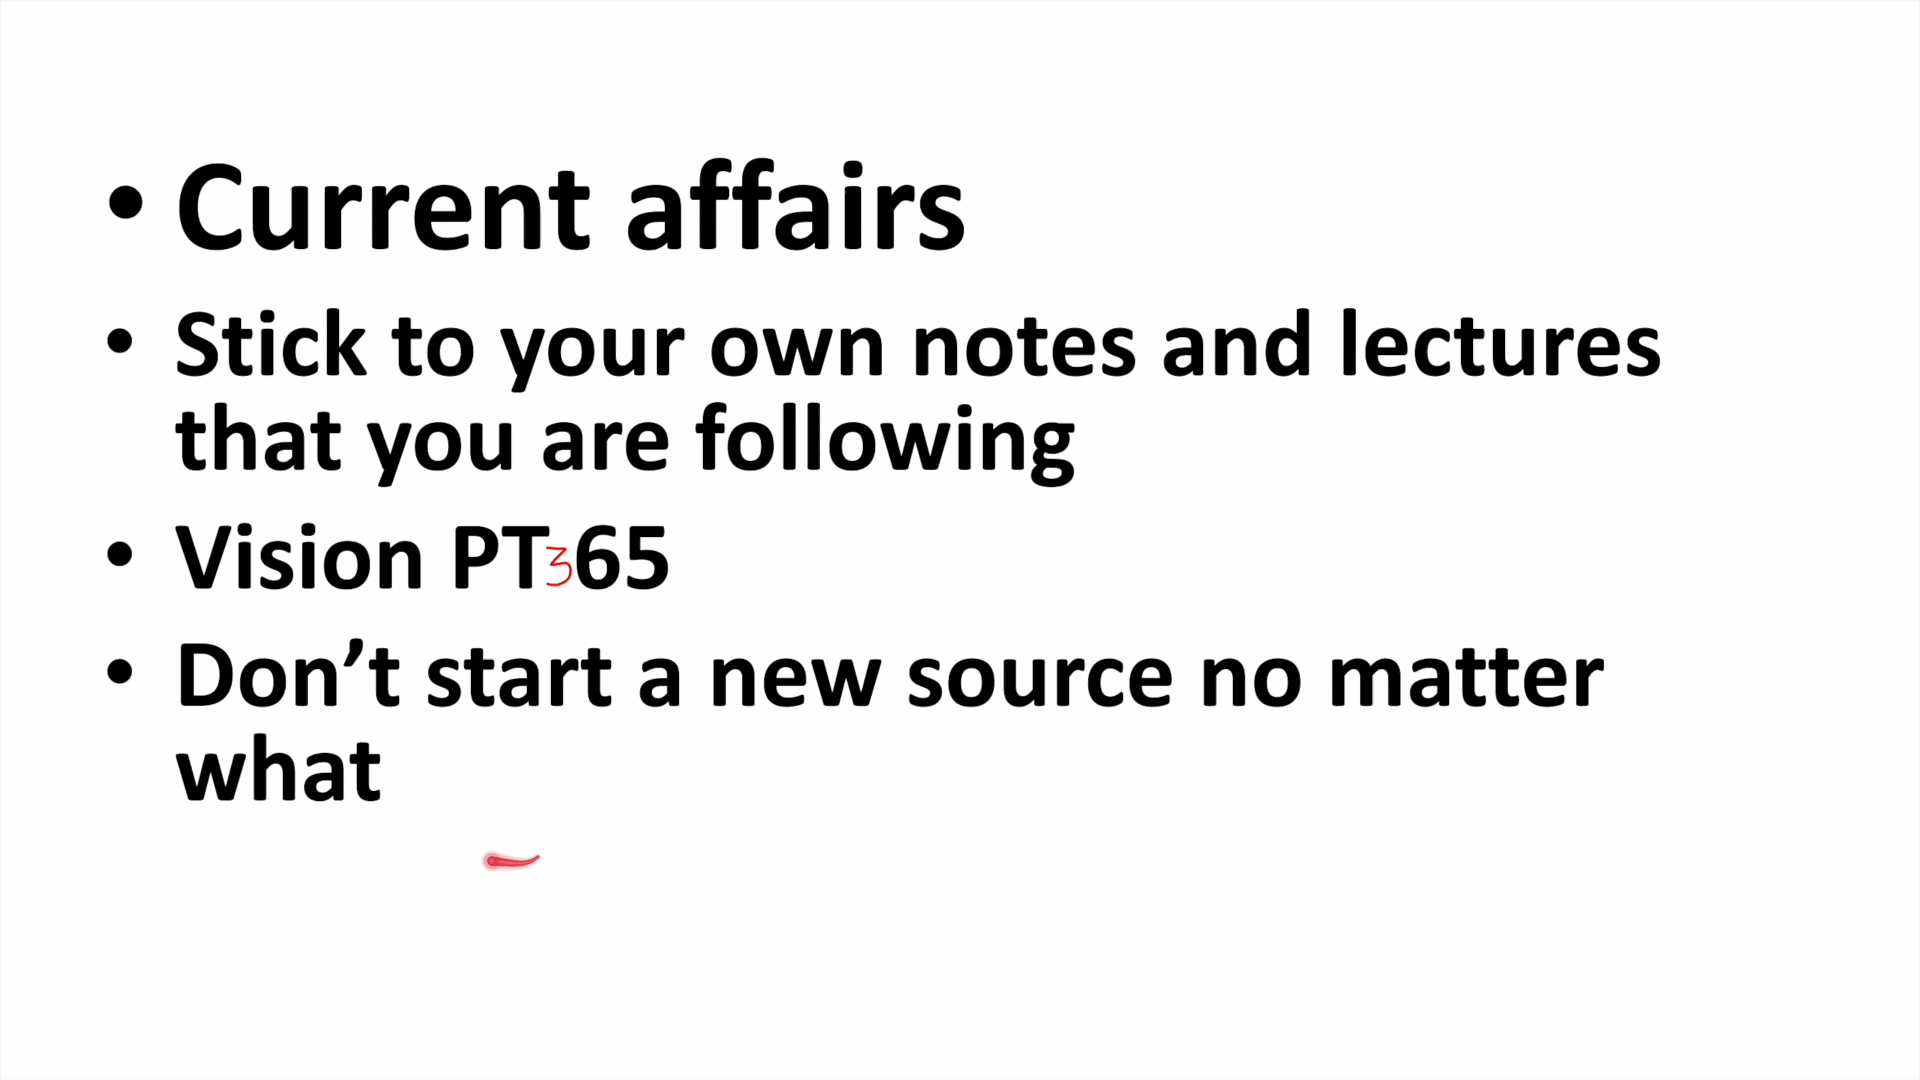 • Current affairs
• Stick to your own notes and lectures
that you are following
• Vision PT365
• Don’t start a new source no matter
what